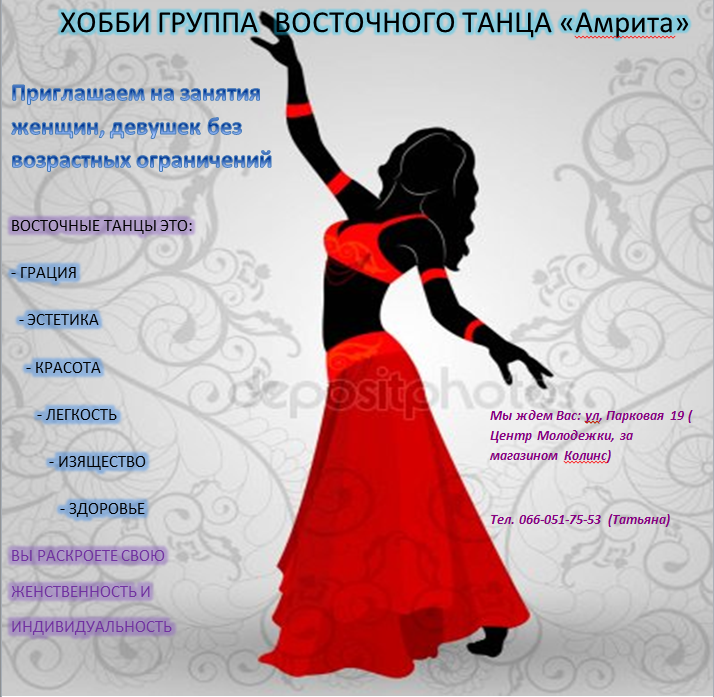 ХОББИ ГРУППА ВОСТОЧНОГО ТАНЦА «Амрита»
Приглашаем на занятия
женщин, девушек без
возрастных ограничений
ВОСТОЧНЫЕ ТАНЦЫ ЭТО:
- ГРАЦИЯ
- ЭСТЕТИКА
- КРАСОТА
- ЛЕГКОСТЬ
- ИЗЯЩЕСТВО
- ЗДОРОВЬЕ
ВЫ РАСКРОЕТЕ СВОЮ
ЖЕНСТВЕННОСТЬ И
ИНДИВИДУАЛЬНОСТЬ
depositphotos
Мы ждем Вас: ул. Парковая 19 (
Центр Молодежки, за
магазином Колинс)
Тел. 066-051-75-53 (Татьяна)